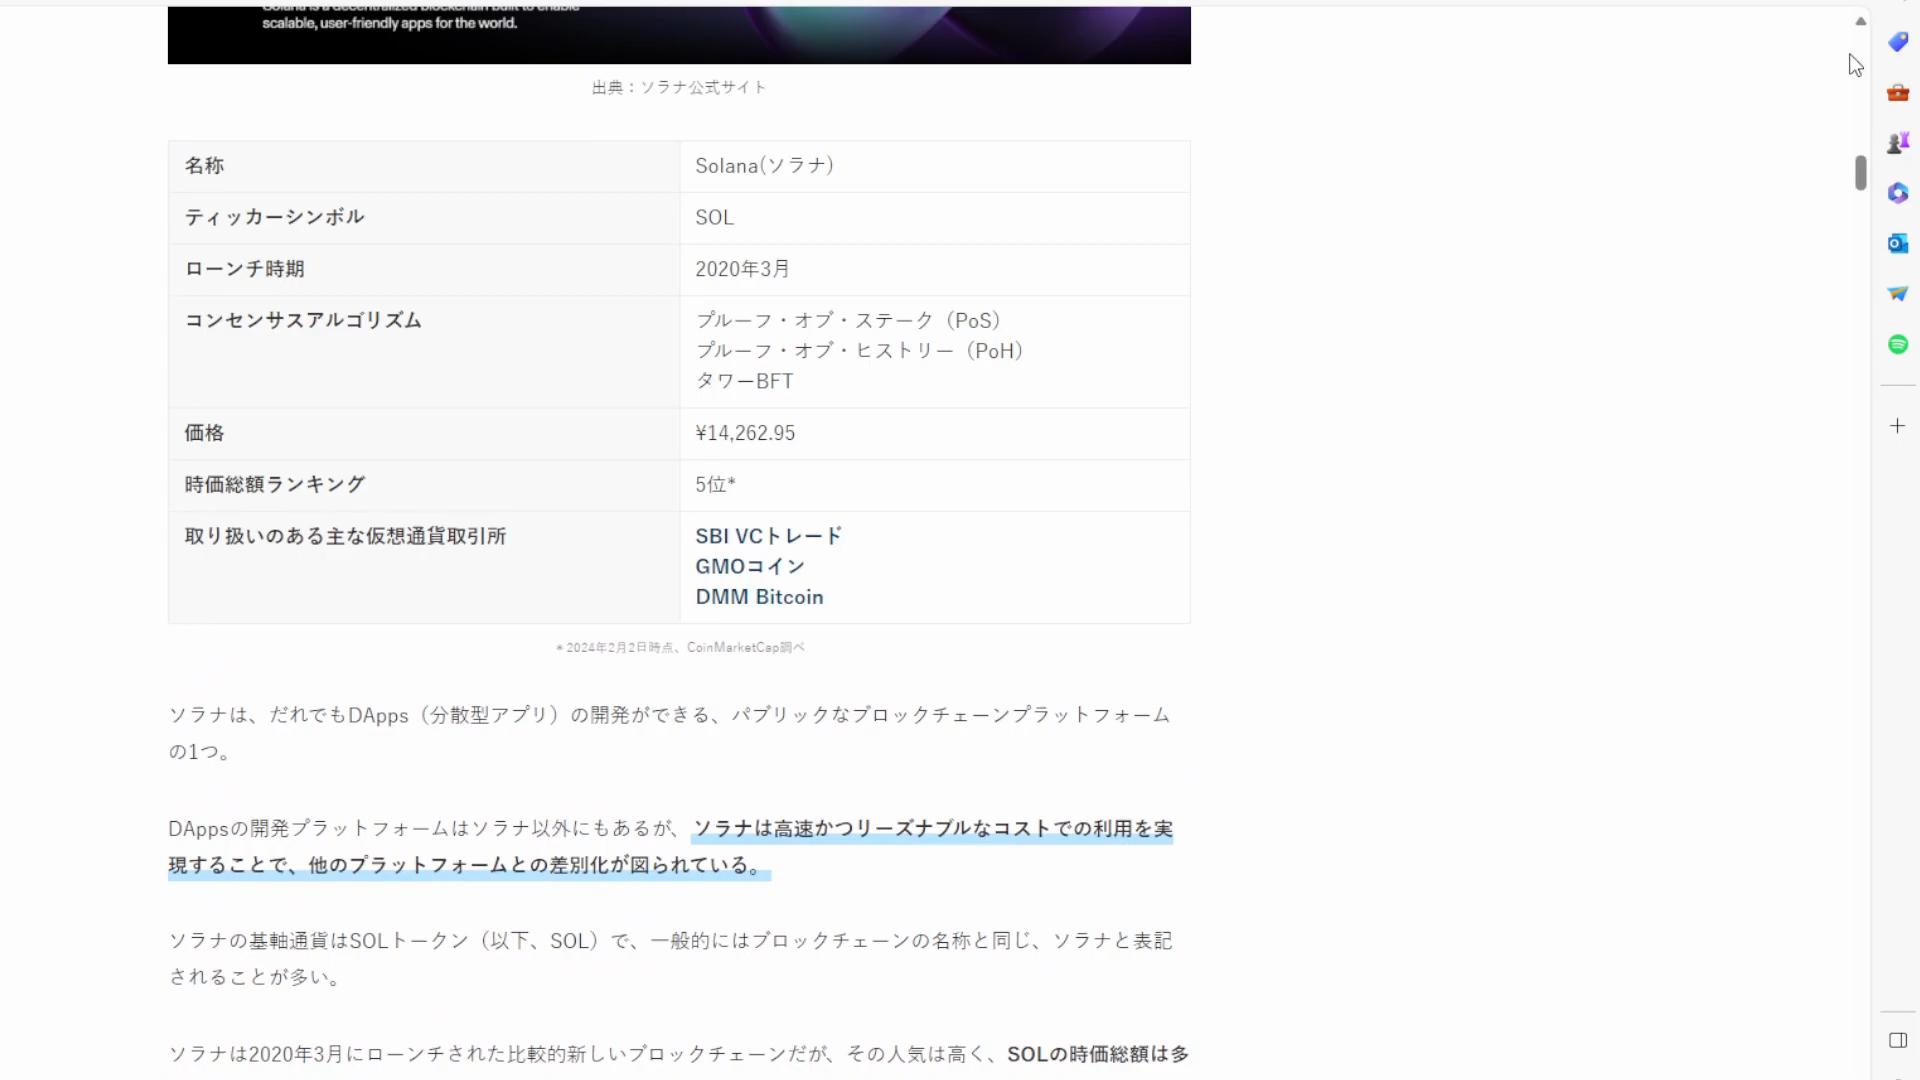 Solana is a decentralized blockchain built to enable
scalable, user-friendly apps for the world.
出典：ソラナ公式サイト
名称
Solana(ソラナ)
ティッカーシンボル
SOL
ローンチ時期
2020年3月
コンセンサスアルゴリズム
プルーフ・オブ・ステーク（PoS）
プルーフ・オブ・ヒストリー（PoH）
タワーBFT
価格
¥14,262.95
時価総額ランキング
5位*
取り扱いのある主な仮想通貨取引所
SBI VCトレード
GMOコイン
DMM Bitcoin
* 2024年2月2日時点、CoinMarketCap調べ
ソラナは、だれでもDApps（分散型アプリ）の開発ができる、パブリックなブロックチェーンプラットフォーム
の1つ。
DAppsの開発プラットフォームはソラナ以外にもあるが、ソラナは高速かつリーズナブルなコストでの利用を実
現することで、他のプラットフォームとの差別化が図られている。
ソラナの基軸通貨はSOLトークン（以下、SOL）で、一般的にはブロックチェーンの名称と同じ、ソラナと表記
されることが多い。
ソラナは2020年3月にローンチされた比較的新しいブロックチェーンだが、その人気は高く、SOLの時価総額は多